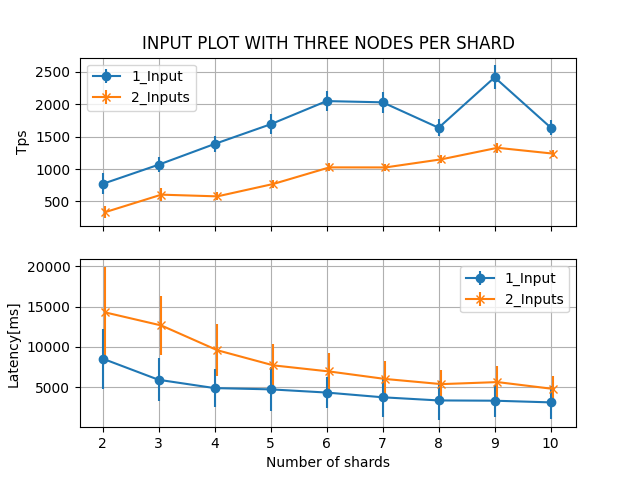 INPUT PLOT WITH THREE NODES PER SHARD
2500
2000
1500
1000
500
Tps
1_Input
2_Inputs
20000
15000
10000
5000
Latency[ms]
1_Input
2_Inputs
2 3 4 5 6 7 8 9 10
Number of shards